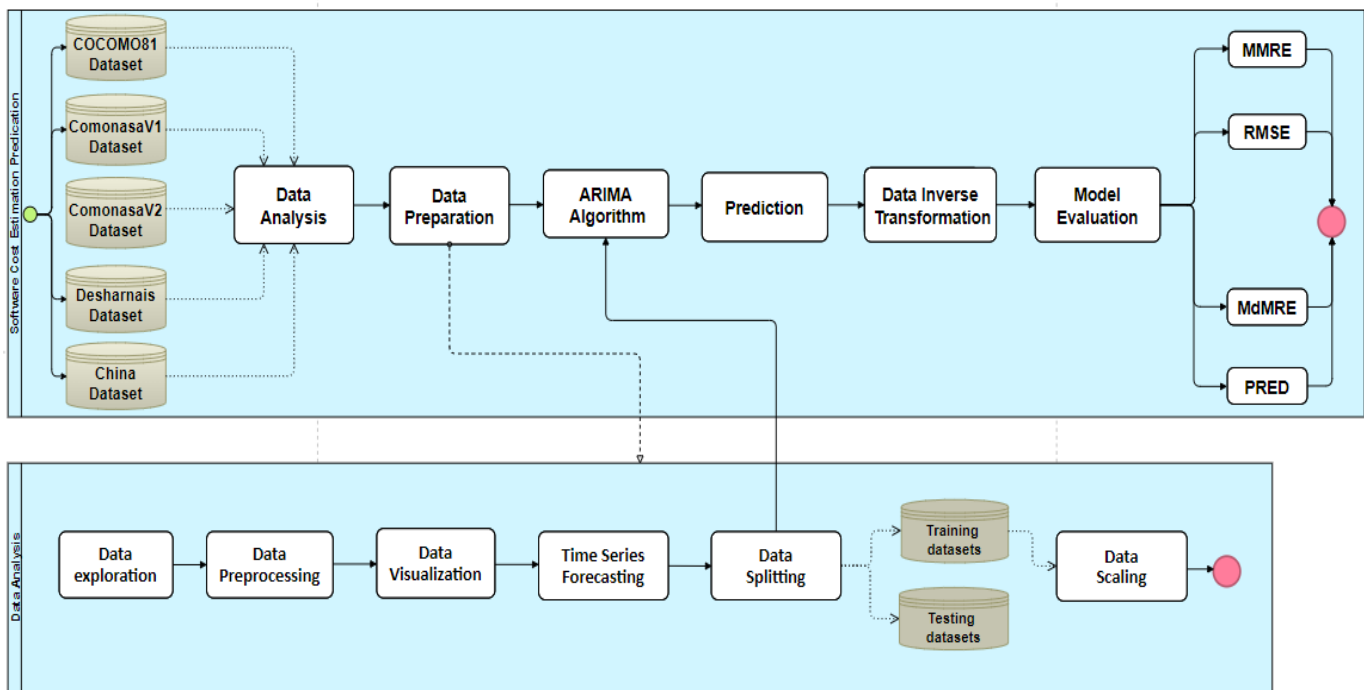 Software Cost Estimation Predication
COCOMO81
Dataset
ComonasaV1
Dataset
ComonasaV2
Dataset
Desharnais
Dataset
China
Dataset
Data
Analysis
Data
Preparation
ARIMA
Algorithm
Prediction
Data Inverse
Transformation
Model
Evaluation
MMRE
RMSE
MdMRE
PRED
Data Analysis
Data
exploration
Data
Preprocessing
Data
Visualization
Time Series
Forecasting
Data
Splitting
Training
datasets
Testing
datasets
Data
Scaling